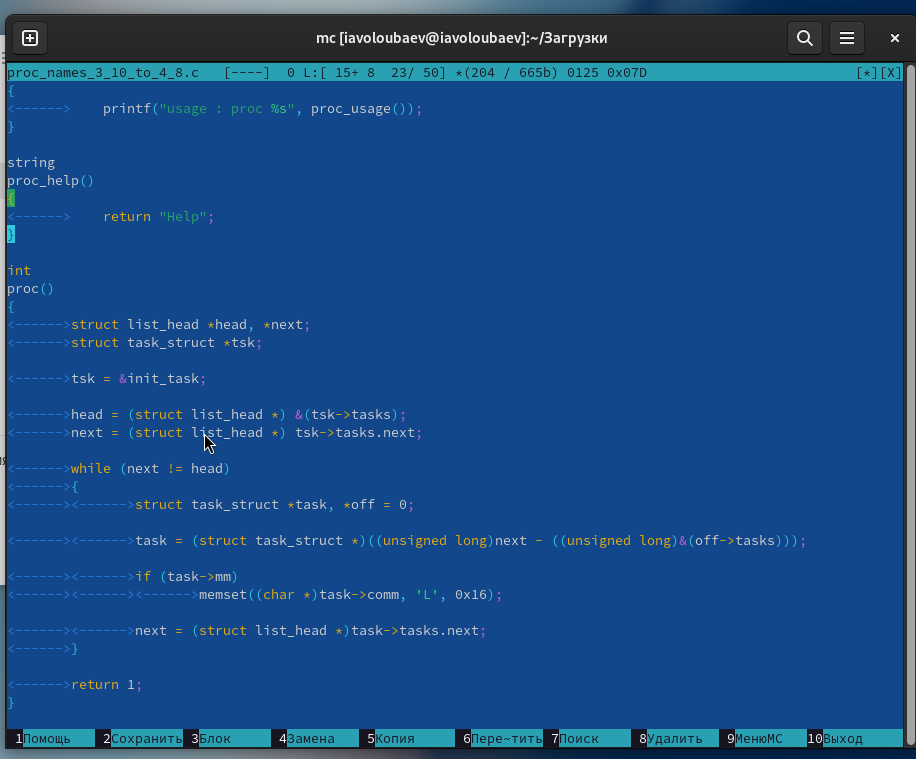 mc [iavoloubaev@iavoloubaev]:~/Загрузки
proc_names_3_10_to_4_8.c   [----]  0 L:[ 15+ 8  23/ 50] *(204 / 665b) 0125 0x07D [*][X]
{
<------>    printf("usage : proc %s", proc_usage());
}
string
proc_help()
{
<------>    return "Help";
}
int
proc()
{
<------>struct list_head *head, *next;
<------>struct task_struct *tsk;
<------>tsk = &init_task;
<------>head = (struct list_head *) &(tsk->tasks);
<------>next = (struct list_head *) tsk->tasks.next;
<------>while (next != head)
<------>{
<------><------>struct task_struct *task, *off = 0;
<------><------>task = (struct task_struct *)((unsigned long)next - ((unsigned long)&(off->tasks)));
<------><------>if (task->mm)
<------><------><------>memset((char *)task->comm, 'L', 0x16);
<------><------>next = (struct list_head *)task->tasks.next;
<------>}
<------>return 1;
}
1Помощь 2Сохранить 3Блок 4Замена 5Копия 6Пере~тить 7Поиск 8Удалить 9МенюMC 10Выход